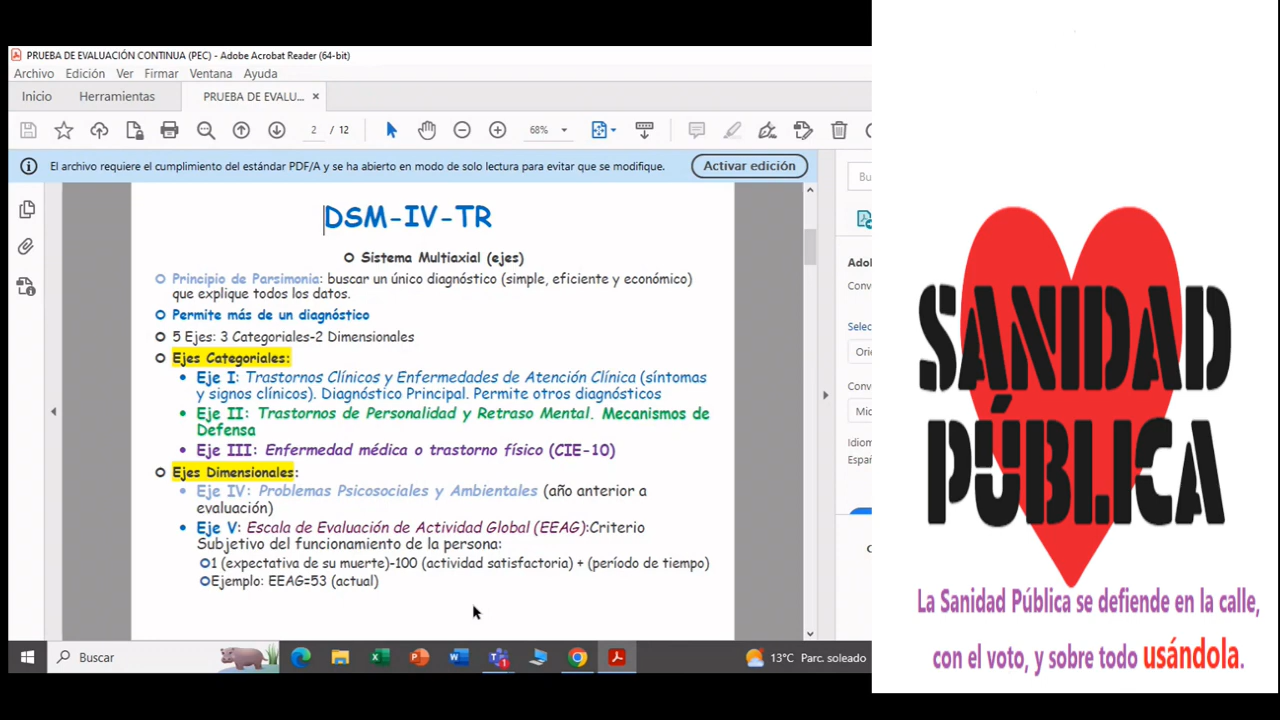 PRUEBA DE EVALUACIÓN CONTINUA (PEC) - Adobe Acrobat Reader (64-bit)
Archivo Edición Ver Firmar Ventana Ayuda
Inicio Herramientas PRUEBA DE EVALU... ×
2 / 12 68%
El archivo requiere el cumplimiento del estándar PDF/A y se ha abierto en modo de solo lectura para evitar que se modifique. Activar edición
DSM-IV-TR
Sistema Multiaxial (ejes)
Principio de Parsimonia: buscar un único diagnóstico (simple, eficiente y económico)
que explique todos los datos.
Permite más de un diagnóstico
5 Ejes: 3 Categoriales-2 Dimensionales
Ejes Categoriales:
• Eje I: Trastornos Clínicos y Enfermedades de Atención Clínica (síntomas
y signos clínicos). Diagnóstico Principal. Permite otros diagnósticos
• Eje II: Trastornos de Personalidad y Retraso Mental. Mecanismos de
Defensa
• Eje III: Enfermedad médica o trastorno físico (CIE-10)
Ejes Dimensionales:
• Eje IV: Problemas Psicosociales y Ambientales (año anterior a
evaluación)
• Eje V: Escala de Evaluación de Actividad Global (EEAG):Criterio
Subjetivo del funcionamiento de la persona:
1 (expectativa de su muerte)-100 (actividad satisfactoria) + (período de tiempo)
Ejemplo: EEAG=53 (actual)
Bu
Adol
Conv
Selec
Orie
Conv
Mic
Idiom
Espaí
Buscar
13°C Parc. soleado
SANIDAD
PÚBLICA
La Sanidad Pública se defiende en la calle,
con el voto, y sobre todo usándola.